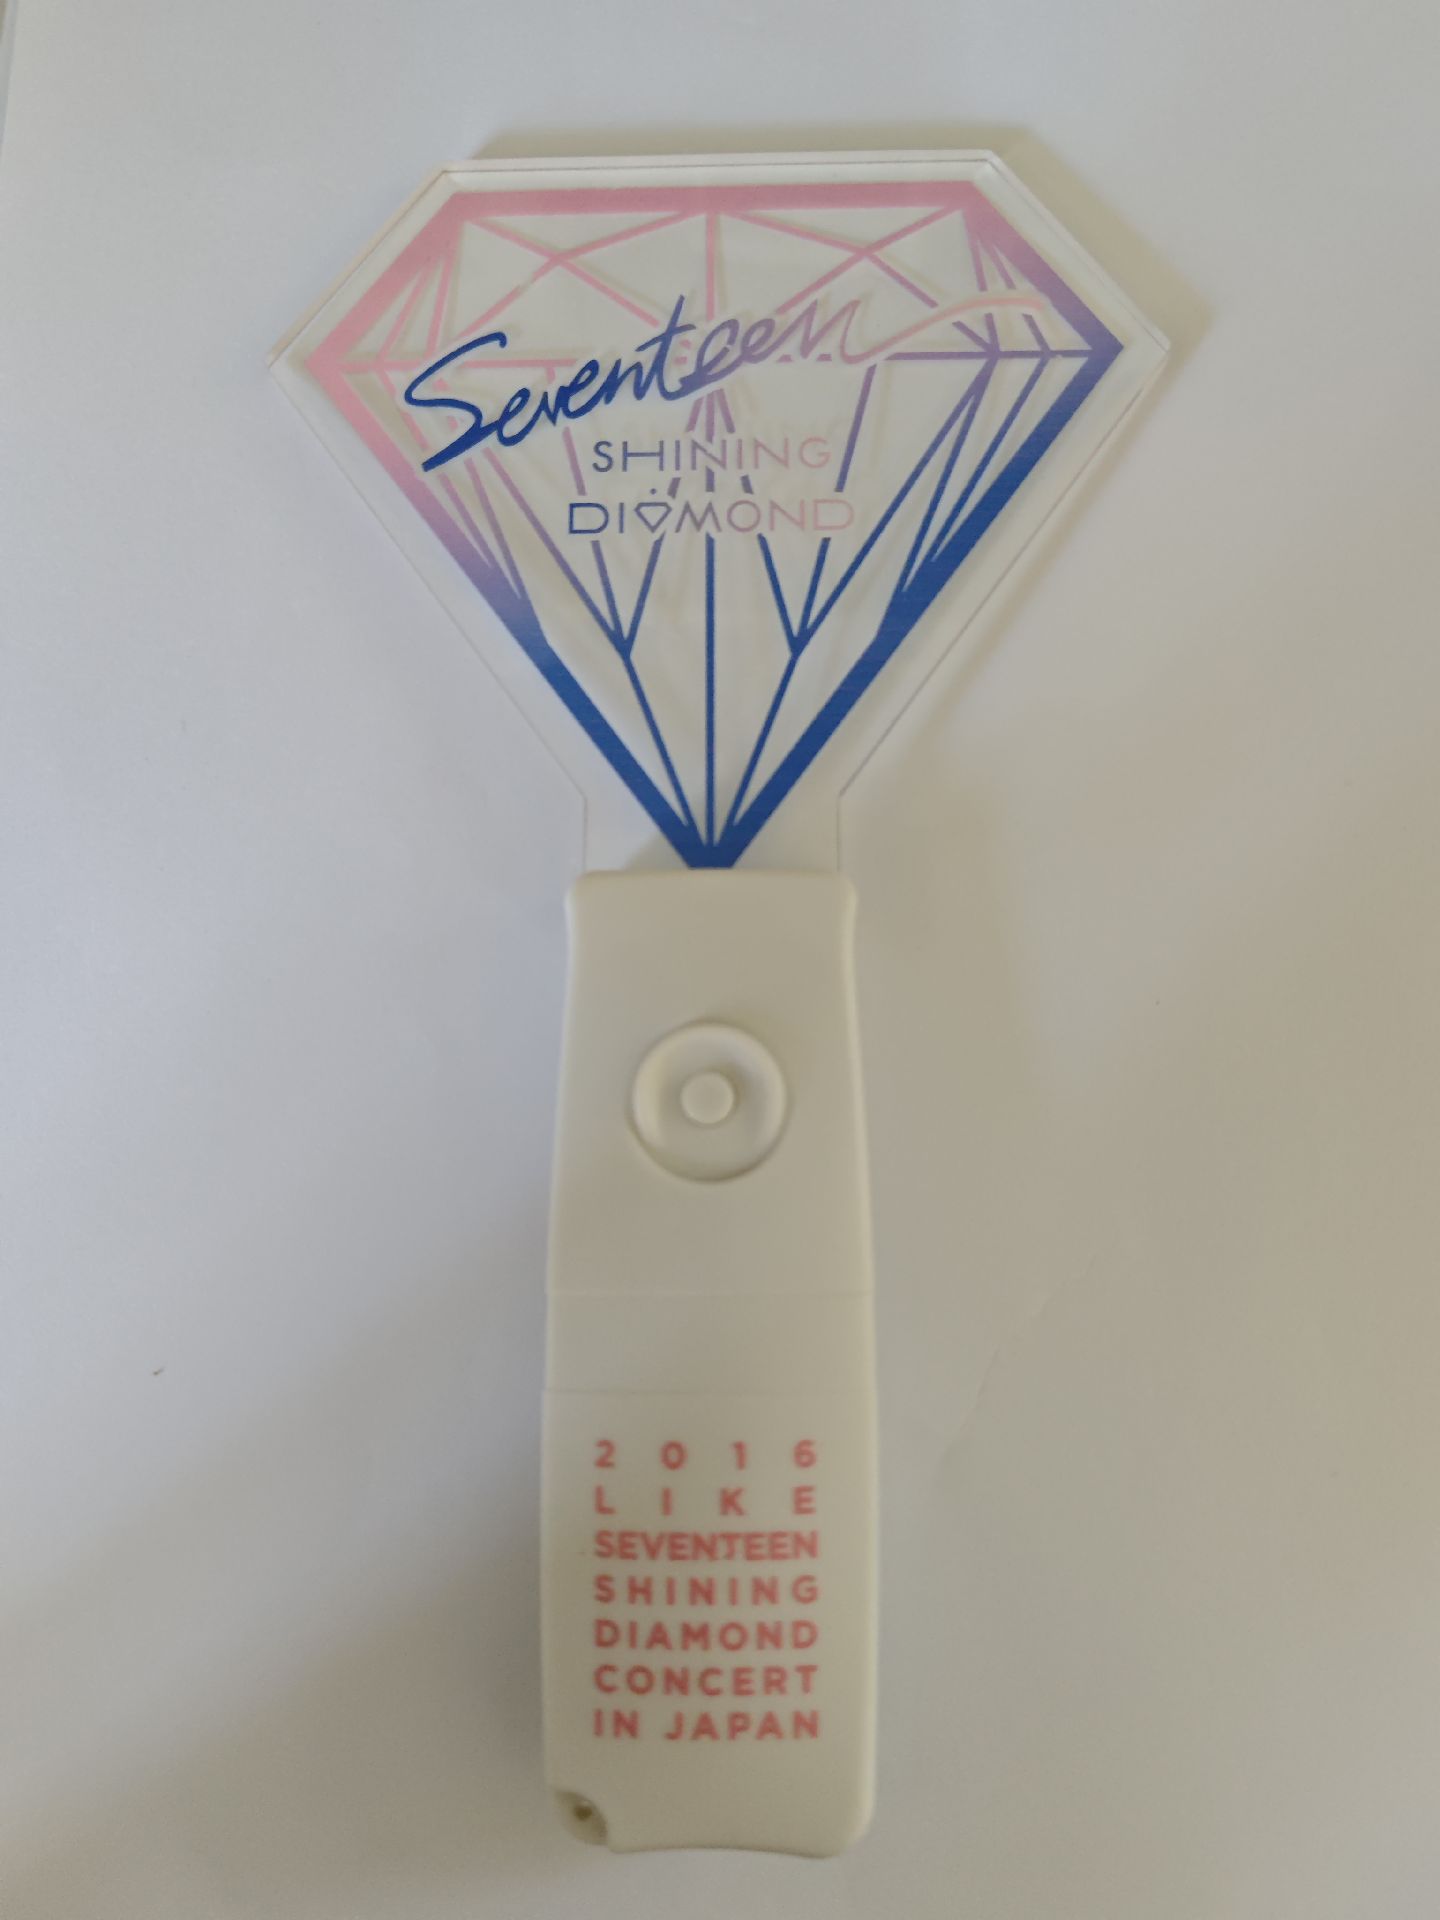 Seventeen
SHINING
DIAMOND
2016
LIKE
SEVENTEEN
SHINING
DIAMOND
CONCERT
IN JAPAN